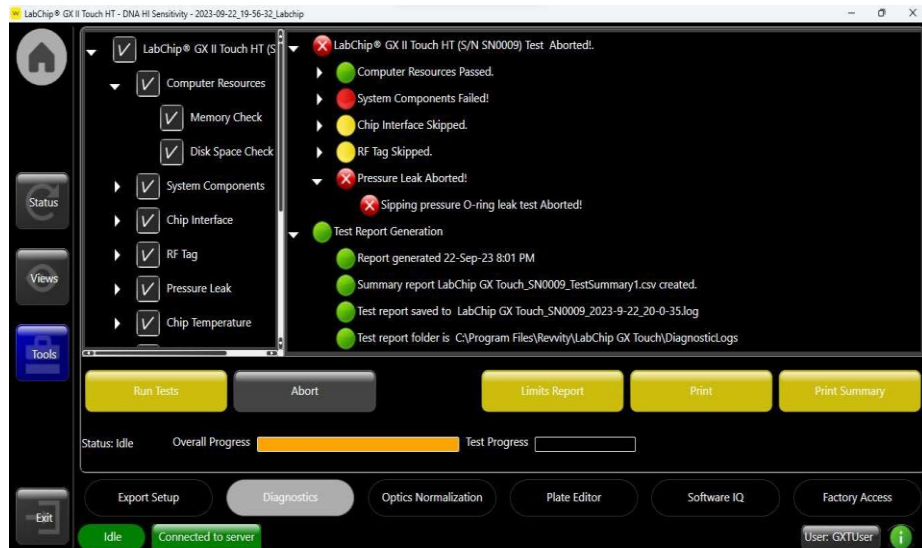 LabChip® GX II Touch HT - DNA HI Sensitivity - 2023-09-22_19-56-32_Labchip
LabChip® GX II Touch HT (S
Computer Resources
Memory Check
Disk Space Check
System Components
Chip Interface
RF Tag
Pressure Leak
Chip Temperature
LabChip® GX II Touch HT (S/N SN0009) Test Aborted!.
Computer Resources Passed.
System Components Failed!
Chip Interface Skipped.
RF Tag Skipped.
Pressure Leak Aborted!
Sipping pressure O-ring leak test Aborted!
Test Report Generation
Report generated 22-Sep-23 8:01 PM
Summary report LabChip GX Touch_SN0009_TestSummary1.csv created.
Test report saved to LabChip GX Touch_SN0009_2023-9-22_20-0-35.log
Test report folder is C:\Program Files\Revvity\LabChip GX Touch\DiagnosticLogs
Status
Views
Tools
Exit
Run Tests
Abort
Limits Report
Print
Print Summary
Status: Idle
Overall Progress
Test Progress
Export Setup
Diagnostics
Optics Normalization
Plate Editor
Software IQ
Factory Access
Idle
Connected to server
User: GXTUser